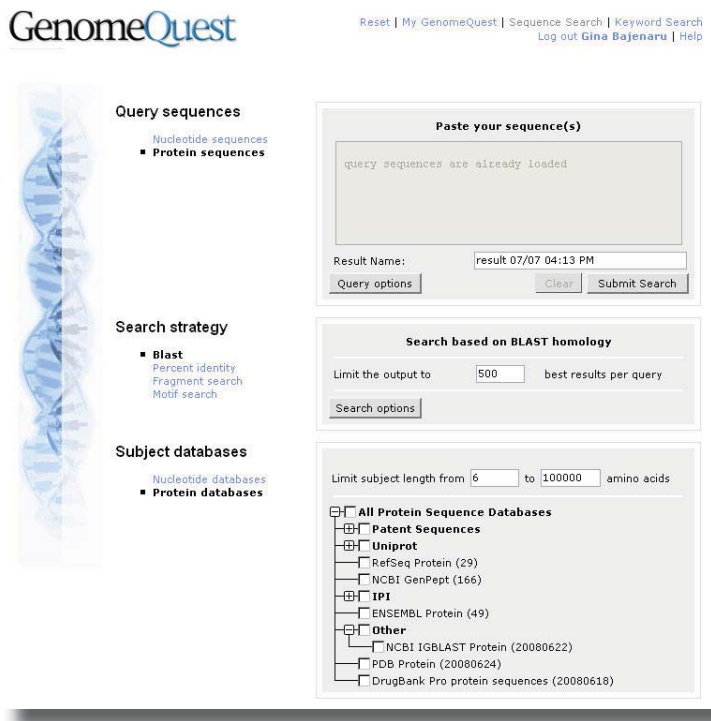 GenomeQuest
Reset | My GenomeQuest | Sequence Search | Keyword Search
Log out Gina Bajenaru | Help
Query sequences
Nucleotide sequences
Protein sequences
Paste your sequence(s)
query sequences are already loaded
Result Name: result 07/07 04:13 PM
Query options Clear Submit Search
Search strategy
Blast
Percent identity
Fragment search
Motif search
Search based on BLAST homology
Limit the output to 500 best results per query
Search options
Subject databases
Nucleotide databases
Protein databases
Limit subject length from 6 to 100000 amino acids
All Protein Sequence Databases
Patent Sequences
Uniprot
RefSeq Protein (29)
NCBI GenPept (166)
IPI
ENSEMBL Protein (49)
Other
NCBI IGBLAST Protein (20080622)
PDB Protein (20080624)
DrugBank Pro protein sequences (20080618)